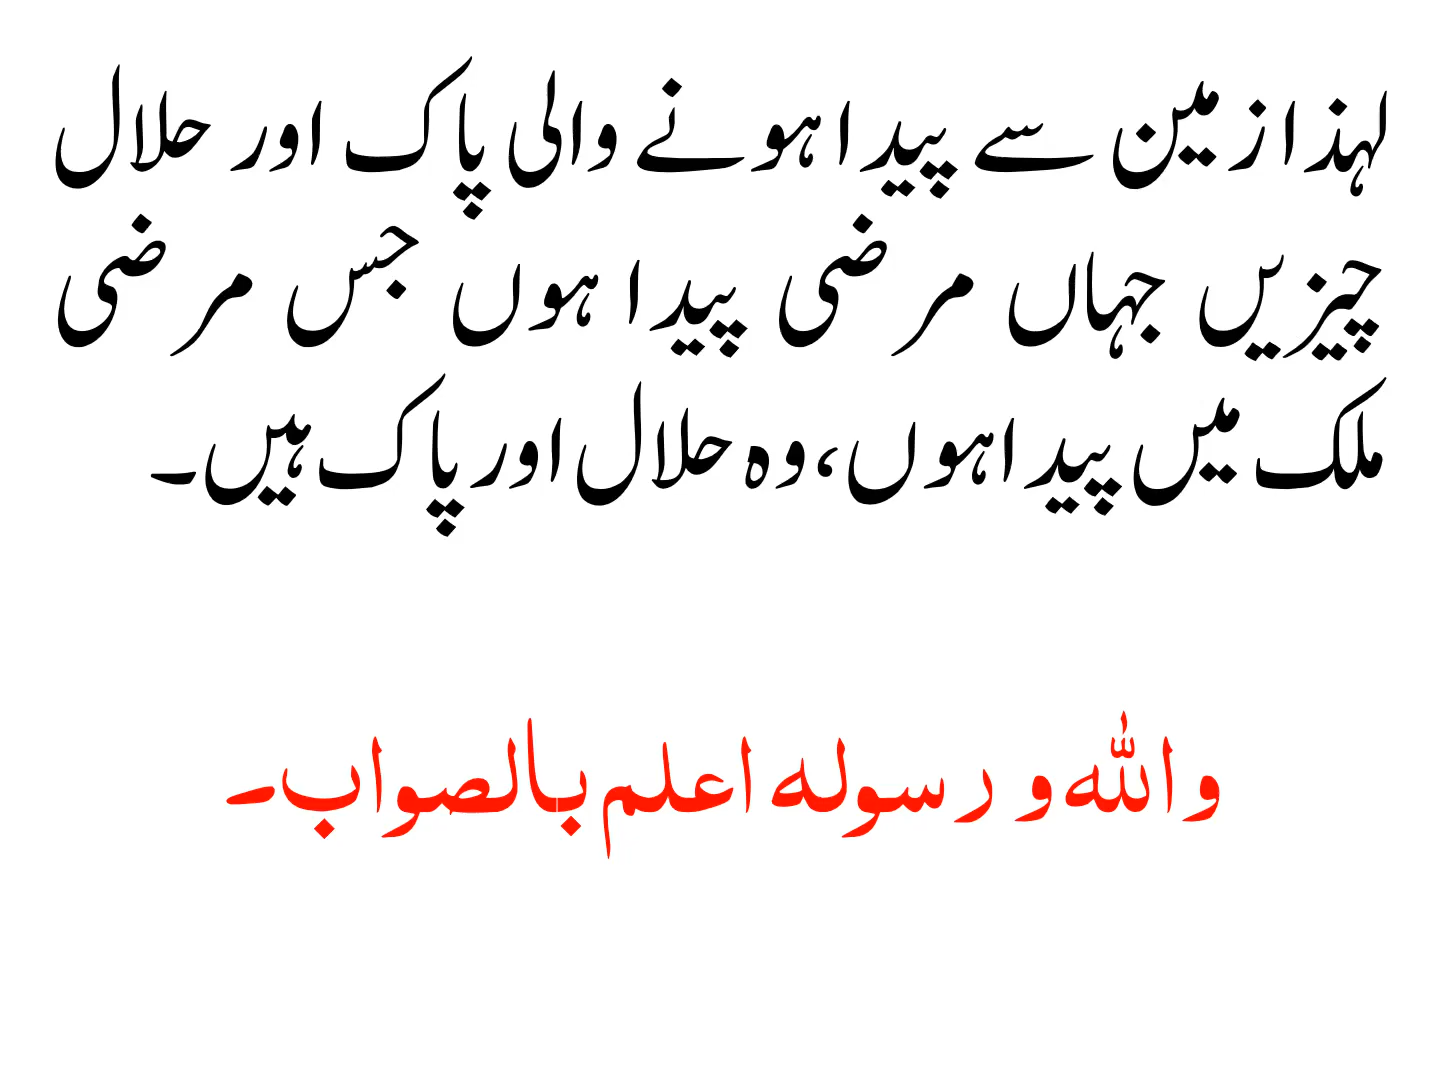 لہذا زمین سے پیدا ہونے والی پاک اور حلال
چیزیں جہاں مرضی پیدا ہوں جس مرضی
ملک میں پیدا ہوں، وہ حلال اور پاک ہیں۔
واللہ و رسولہ اعلم بالصواب۔